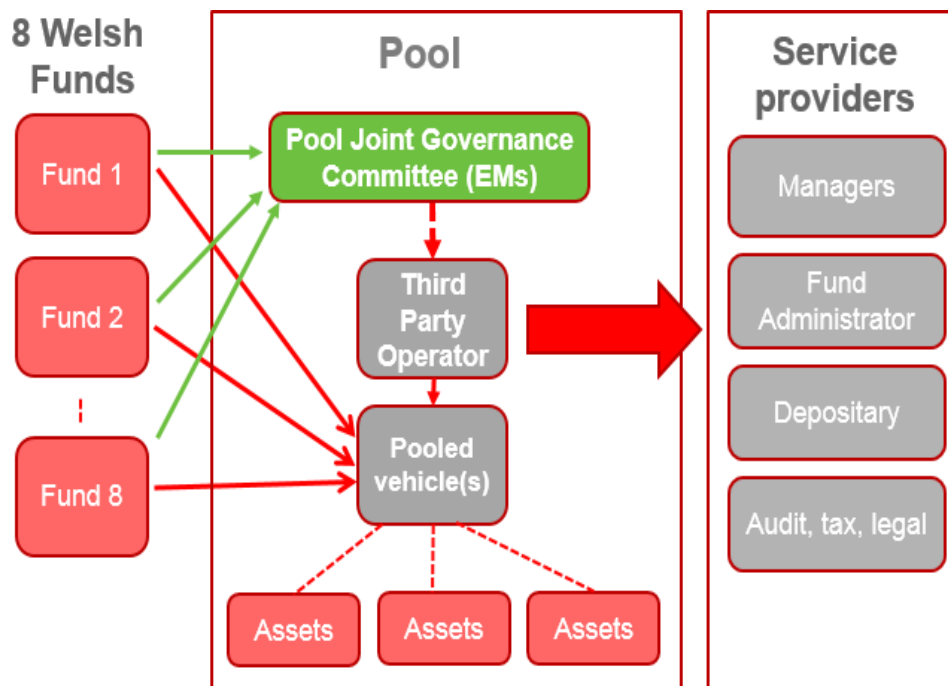 8 Welsh
Funds
Fund 1
Fund 2
Fund 8
Pool
Pool Joint Governance
Committee (EMs)
Third
Party
Operator
Pooled
vehicle(s)
Assets
Assets
Assets
Service
providers
Managers
Fund
Administrator
Depositary
Audit, tax, legal